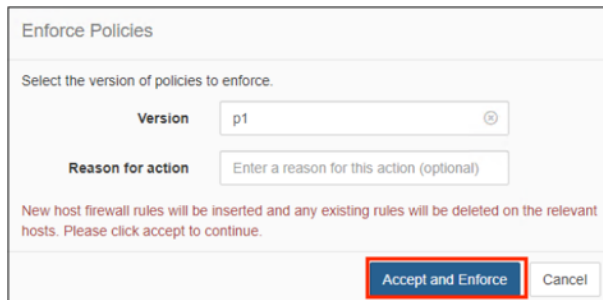 Enforce Policies
Select the version of policies to enforce.
Version p1
Reason for action Enter a reason for this action (optional)
New host firewall rules will be inserted and any existing rules will be deleted on the relevant
hosts. Please click accept to continue.
Accept and Enforce Cancel